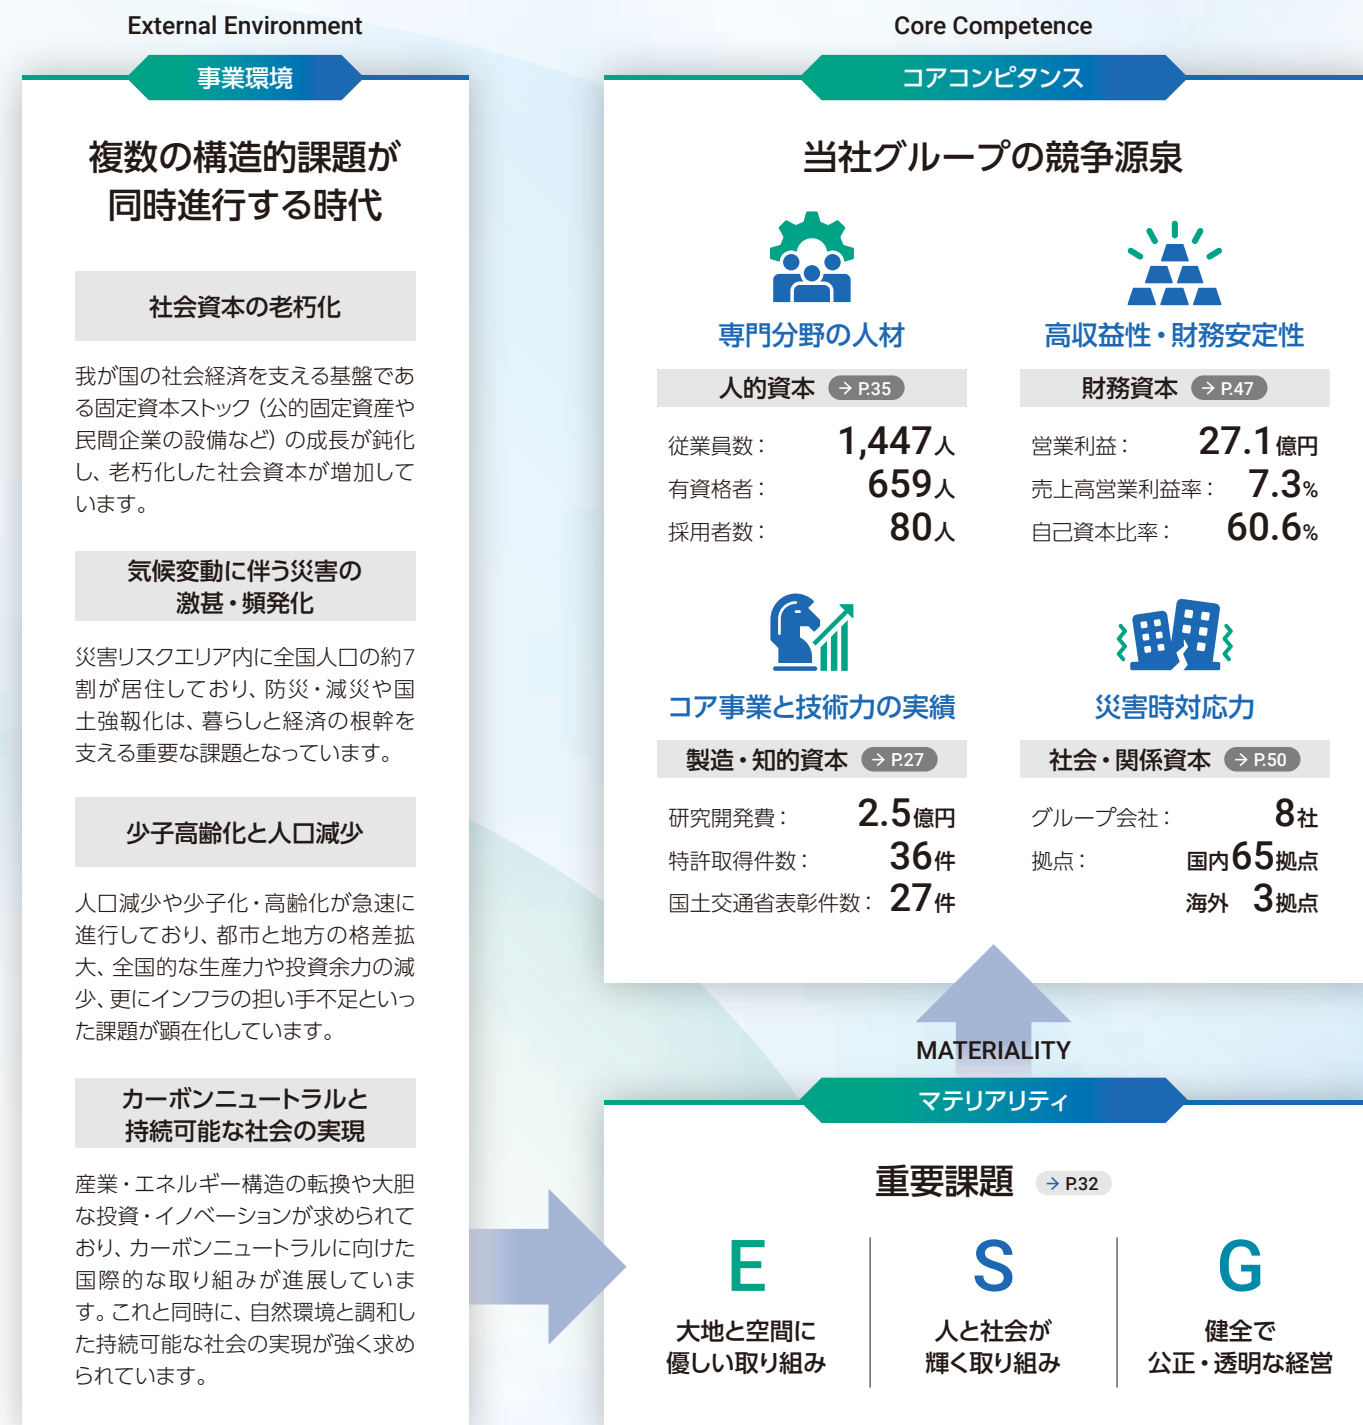 External Environment
事業環境
複数の構造的課題が
同時進行する時代
社会資本の老朽化
我が国の社会経済を支える基盤であ
る固定資本ストック（公的固定資産や
民間企業の設備など）の成長が鈍化
し、老朽化した社会資本が増加して
います。
気候変動に伴う災害の
激甚・頻発化
災害リスクエリア内に全国人口の約7
割が居住しており、防災・減災や国
土強靱化は、暮らしと経済の根幹を
支える重要な課題となっています。
少子高齢化と人口減少
人口減少や少子化・高齢化が急速に
進行しており、都市と地方の格差拡
大、全国的な生産力や投資余力の減
少、更にインフラの担い手不足といっ
た課題が顕在化しています。
カーボンニュートラルと
持続可能な社会の実現
産業・エネルギー構造の転換や大胆
な投資・イノベーションが求められて
おり、カーボンニュートラルに向けた
国際的な取り組みが進展していま
す。これと同時に、自然環境と調和し
た持続可能な社会の実現が強く求め
られています。
Core Competence
コアコンピタンス
当社グループの競争源泉
専門分野の人材
人的資本 → P.35
従業員数： 1,447人
有資格者： 659人
採用者数： 80人
高収益性・財務安定性
財務資本 → P.47
営業利益： 27.1億円
売上高営業利益率： 7.3%
自己資本比率： 60.6%
コア事業と技術力の実績
製造・知的資本 → P.27
研究開発費： 2.5億円
特許取得件数： 36件
国土交通省表彰件数： 27件
災害時対応力
社会・関係資本 → P.50
グループ会社： 8社
拠点： 国内65拠点
海外 3拠点
MATERIALITY
マテリアリティ
重要課題 → P.32
E
大地と空間に
優しい取り組み
S
人と社会が
輝く取り組み
G
健全で
公正・透明な経営